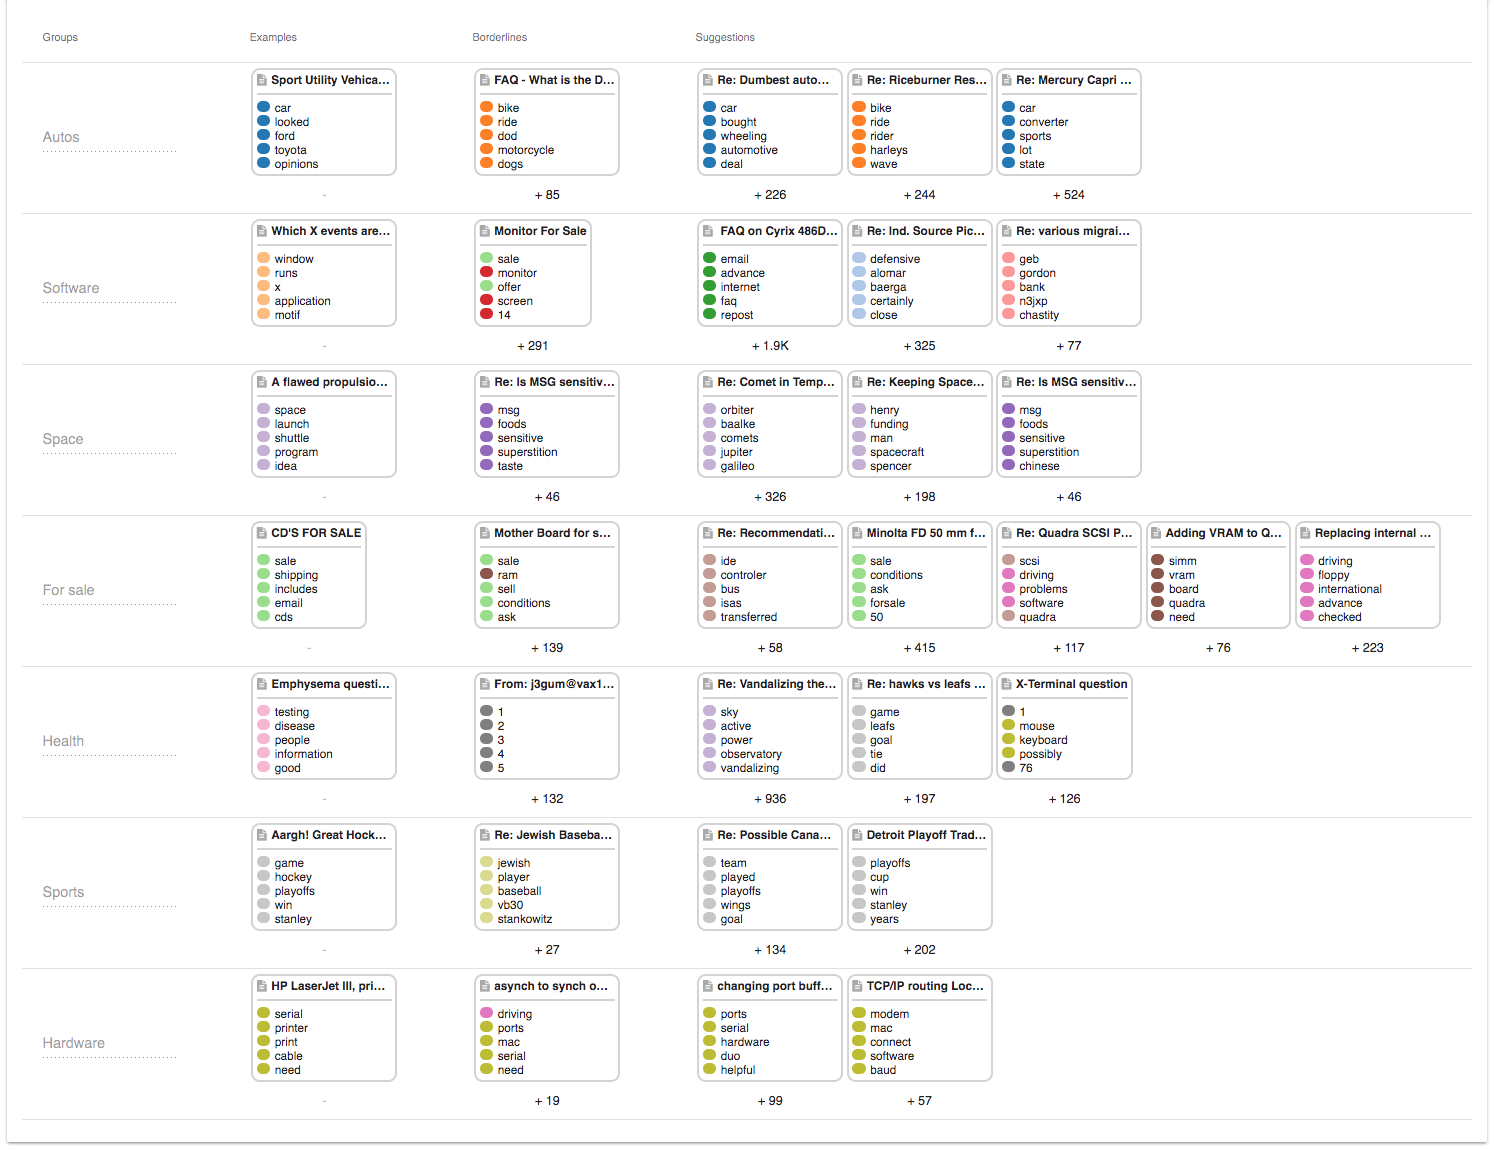 Groups
Examples
Borderlines
Suggestions
Autos
Sport Utility Vehica...
car
looked
ford
toyota
opinions
-
FAQ - What is the D...
bike
ride
dod
motorcycle
dogs
+ 85
Re: Dumbest auto...
car
bought
wheeling
automotive
deal
+ 226
Re: Riceburner Res...
bike
ride
rider
harleys
wave
+ 244
Re: Mercury Capri ...
car
converter
sports
lot
state
+ 524
Software
Which X events are...
window
runs
x
application
motif
-
Monitor For Sale
sale
monitor
offer
screen
14
+ 291
FAQ on Cyrix 486D...
email
advance
internet
faq
repost
+ 1.9K
Re: Ind. Source Pic...
defensive
alomar
baerga
certainly
close
+ 325
Re: various migrai...
geb
gordon
bank
n3jxp
chastity
+ 77
Space
A flawed propulsio...
space
launch
shuttle
program
idea
-
Re: Is MSG sensitiv...
msg
foods
sensitive
superstition
taste
+ 46
Re: Comet in Temp...
orbiter
baalke
comets
jupiter
galileo
+ 326
Re: Keeping Space...
henry
funding
man
spacecraft
spencer
+ 198
Re: Is MSG sensitiv...
msg
foods
sensitive
superstition
chinese
+ 46
For sale
CD'S FOR SALE
sale
shipping
includes
email
cds
-
Mother Board for s...
sale
ram
sell
conditions
ask
+ 139
Re: Recommendati...
ide
controler
bus
isas
transferred
+ 58
Minolta FD 50 mm f...
sale
conditions
ask
forsale
50
+ 415
Re: Quadra SCSI P...
scsi
driving
problems
software
quadra
+ 117
Adding VRAM to Q...
simm
vram
board
quadra
need
+ 76
Replacing internal ...
driving
floppy
international
advance
checked
+ 223
Health
Emphysema questi...
testing
disease
people
information
good
-
From: j3gum@vax1...
1
2
3
4
5
+ 132
Re: Vandalizing the...
sky
active
power
observatory
vandalizing
+ 936
Re: hawks vs leafs ...
game
leafs
goal
tie
did
+ 197
X-Terminal question
1
mouse
keyboard
possibly
76
+ 126
Sports
Aargh! Great Hock...
game
hockey
playoffs
win
stanley
-
Re: Jewish Baseba...
jewish
player
baseball
vb30
stankowitz
+ 27
Re: Possible Cana...
team
played
playoffs
wings
goal
+ 134
Detroit Playoff Trad...
playoffs
cup
win
stanley
years
+ 202
Hardware
HP LaserJet III, pri...
serial
printer
print
cable
need
-
asynch to synch o...
driving
ports
mac
serial
need
+ 19
changing port buff...
ports
serial
hardware
duo
helpful
+ 99
TCP/IP routing Loc...
modem
mac
connect
software
baud
+ 57